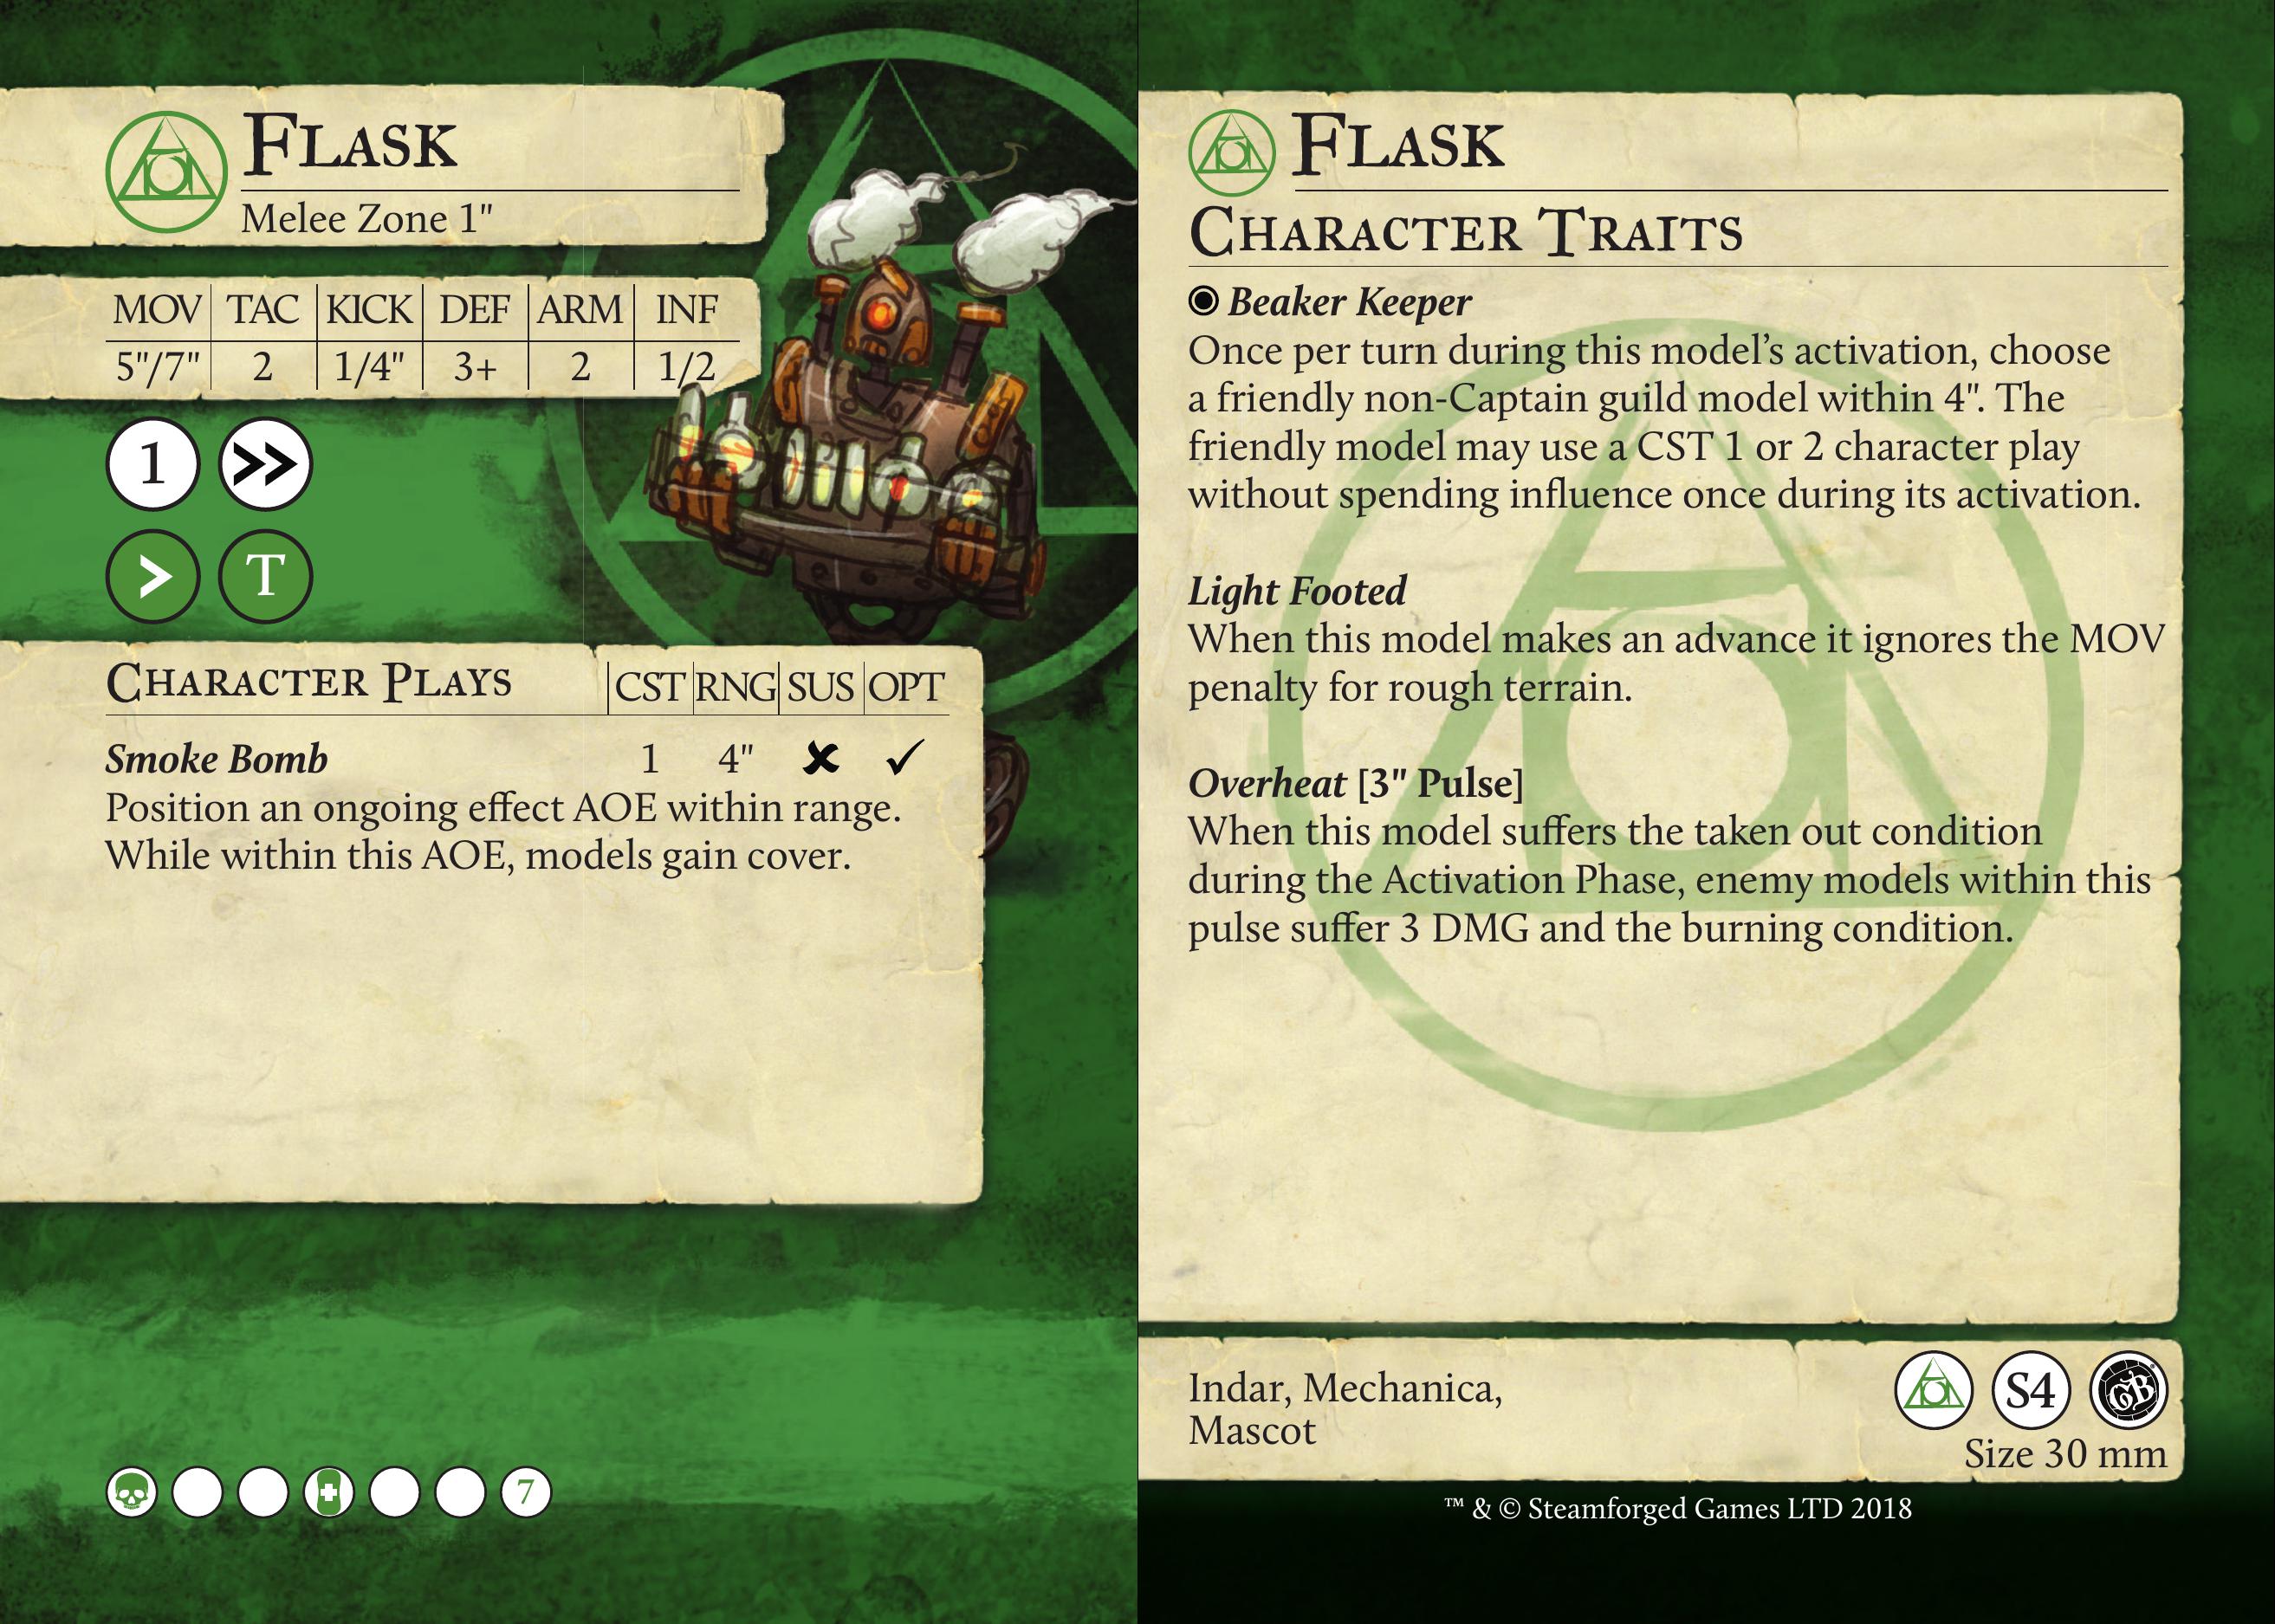 Flask
Melee Zone 1"
MOV TAC KICK DEF ARM INF
5"/7" 2 1/4" 3+ 2 1/2
1 >>
> T
Character Plays CST RNG SUS OPT
Smoke Bomb 1 4" ✘ ✓
Position an ongoing effect AOE within range.
While within this AOE, models gain cover.
7
Flask
Character Traits
Beaker Keeper
Once per turn during this model’s activation, choose
a friendly non-Captain guild model within 4". The
friendly model may use a CST 1 or 2 character play
without spending influence once during its activation.
Light Footed
When this model makes an advance it ignores the MOV
penalty for rough terrain.
Overheat [3" Pulse]
When this model suffers the taken out condition
during the Activation Phase, enemy models within this
pulse suffer 3 DMG and the burning condition.
Indar, Mechanica,
Mascot
S4 GB
Size 30 mm
™ & © Steamforged Games LTD 2018